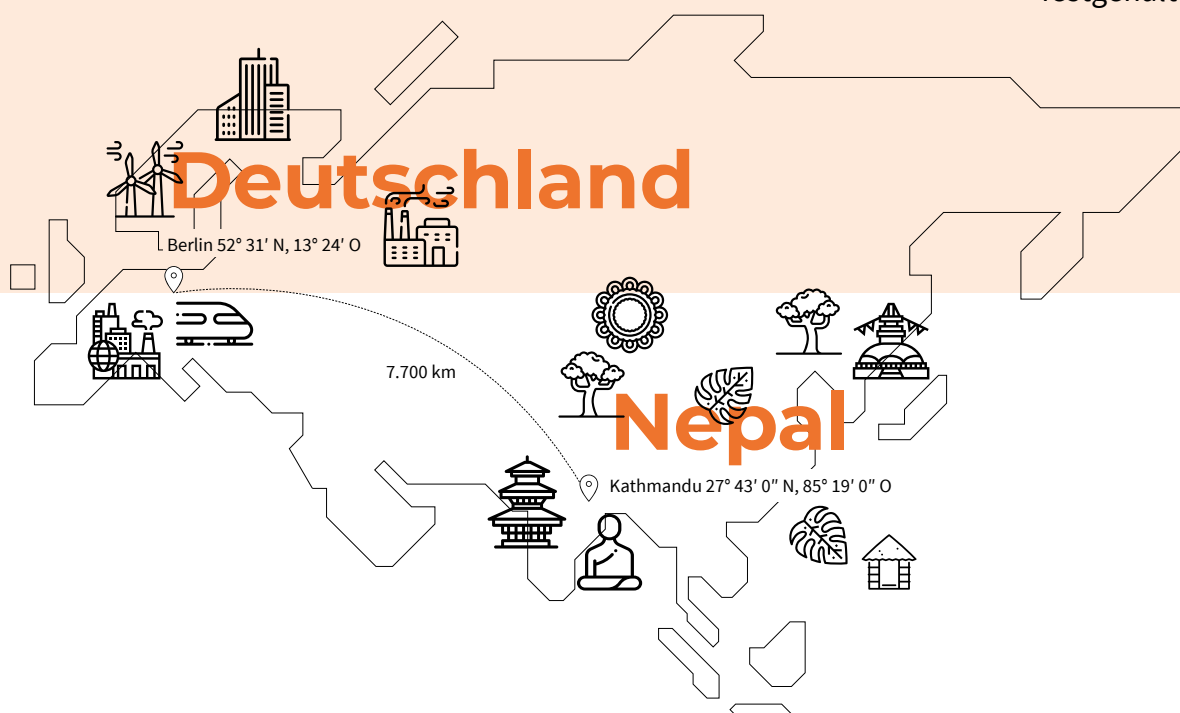 Deutschland
Berlin 52° 31′ N, 13° 24′ O
7.700 km
Nepal
Kathmandu 27° 43′ 0″ N, 85° 19′ 0″ O